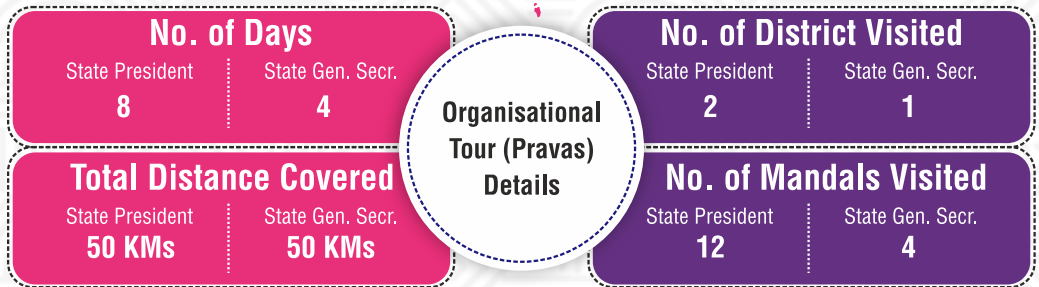 No. of Days
State President
State Gen. Secr.
8
4
Total Distance Covered
State President
State Gen. Secr.
50 KMs
50 KMs
Organisational
Tour (Pravas)
Details
No. of District Visited
State President
State Gen. Secr.
2
1
No. of Mandals Visited
State President
State Gen. Secr.
12
4